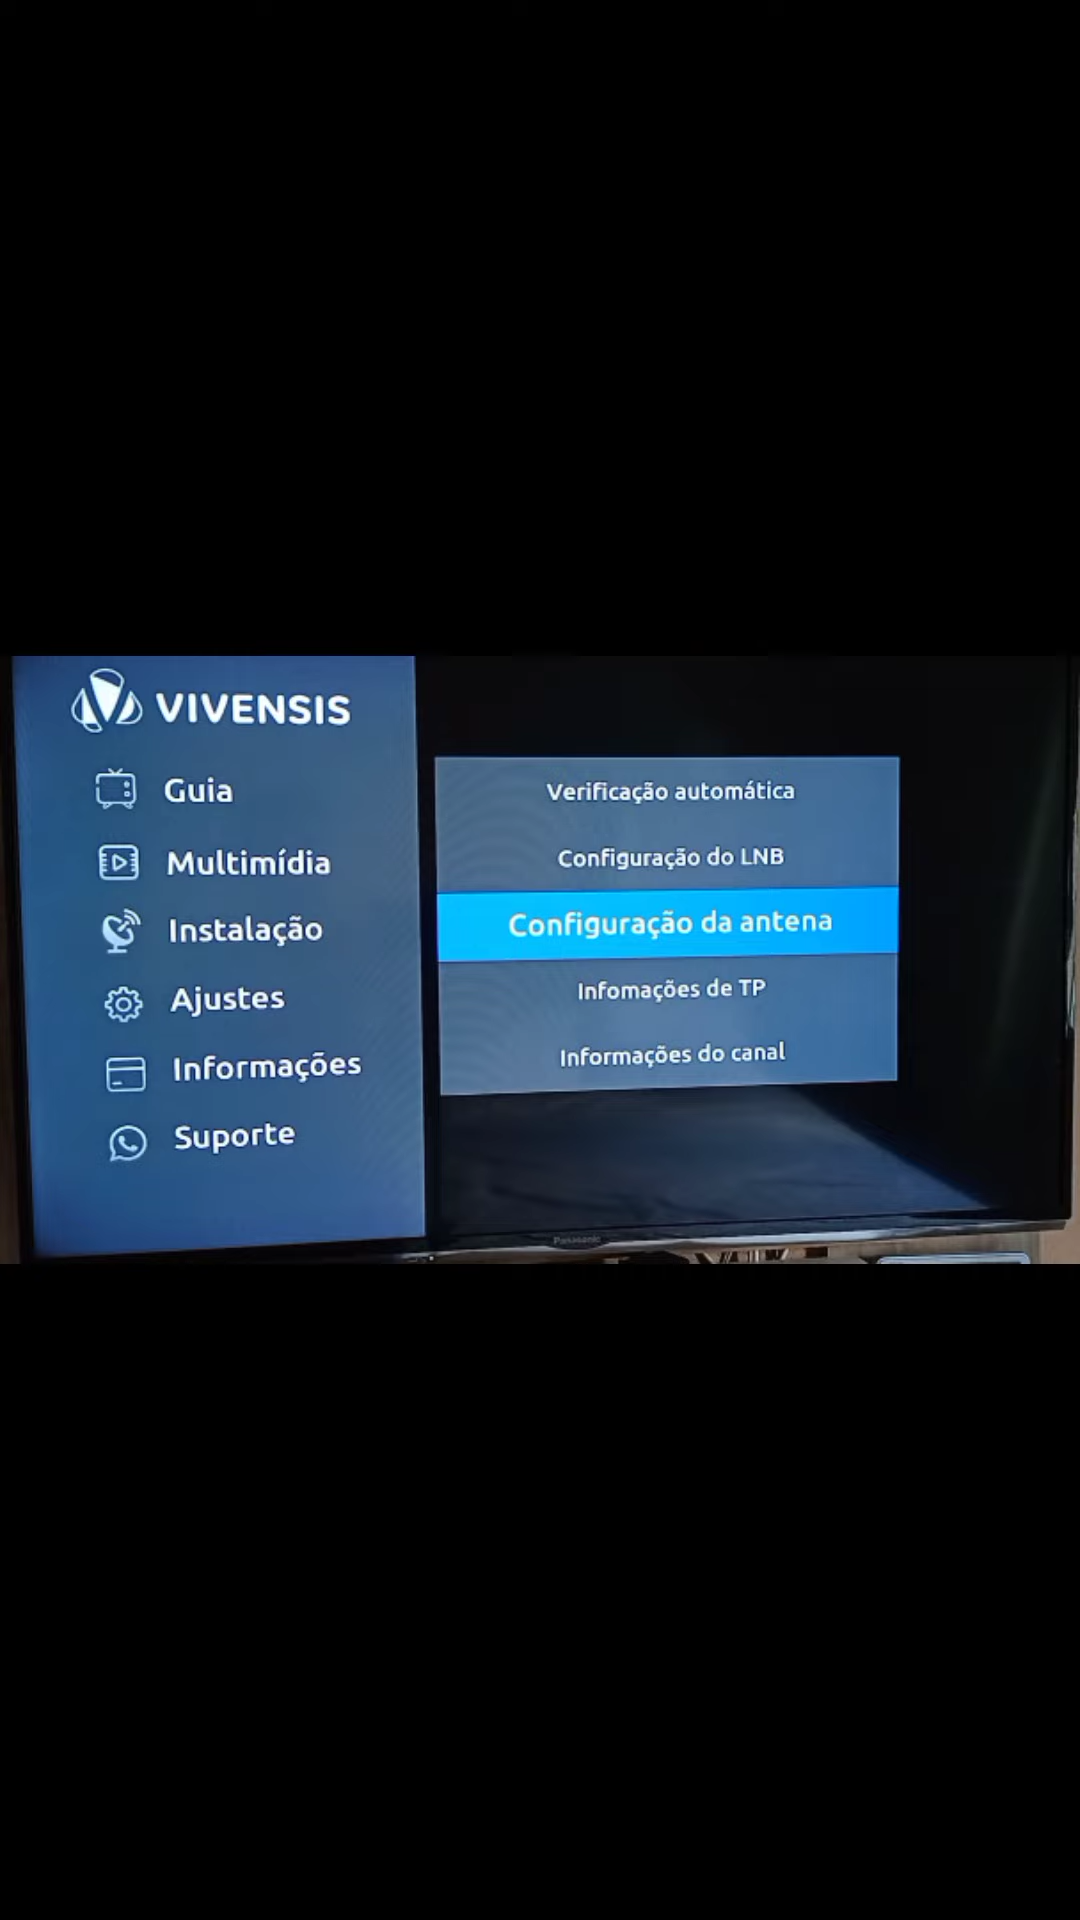 VIVENSIS
Guia
Multimídia
Instalação
Ajustes
Informações
Suporte
Verificação automática
Configuração do LNB
Configuração da antena
Infomações de TP
Informações do canal
Panasonic